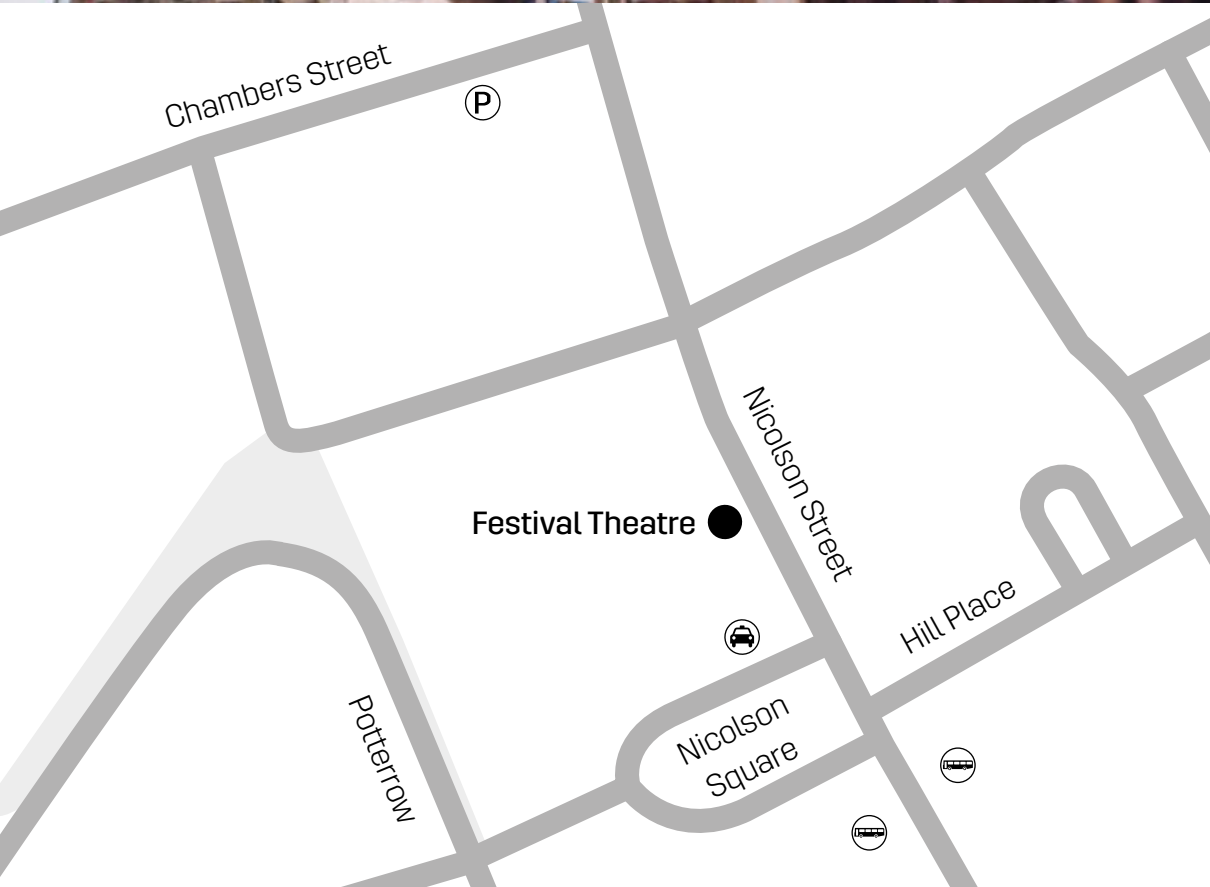 Chambers Street
P
Nicolson Street
Festival Theatre
Hill Place
Nicolson
Square
Potterrow